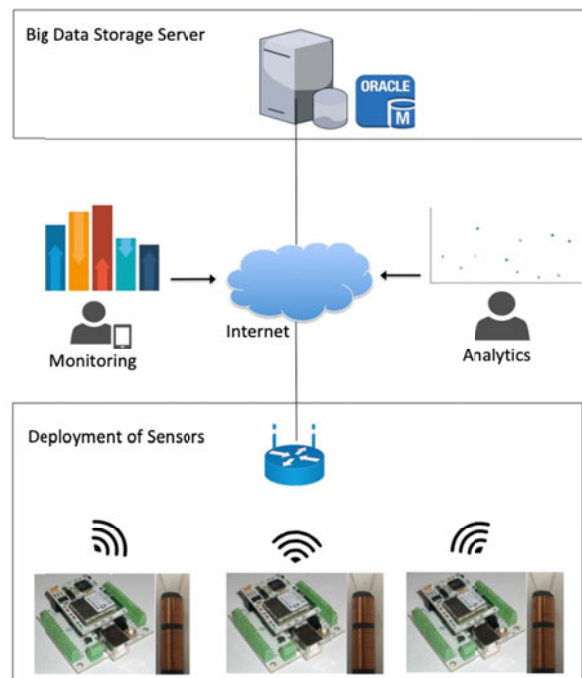 Big Data Storage Server
ORACLE
M
Internet
Monitoring
Analytics
Deployment of Sensors